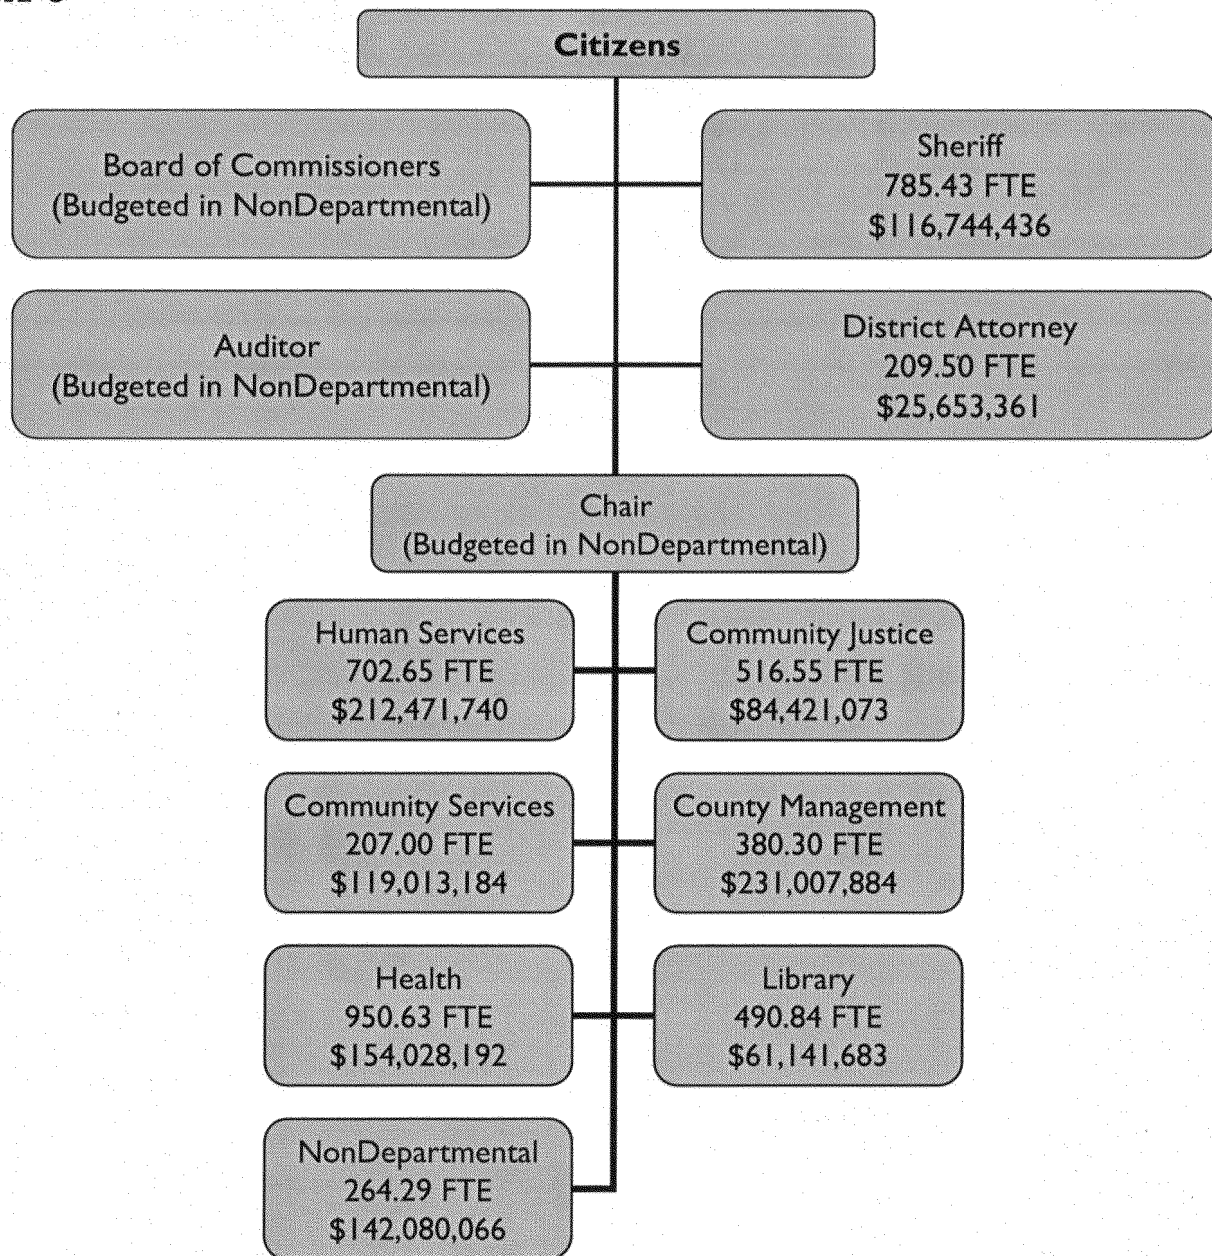 Citizens
Board of Commissioners
(Budgeted in NonDepartmental)
Sheriff
785.43 FTE
$116,744,436
Auditor
(Budgeted in NonDepartmental)
District Attorney
209.50 FTE
$25,653,361
Chair
(Budgeted in NonDepartmental)
Human Services
702.65 FTE
$212,471,740
Community Justice
516.55 FTE
$84,421,073
Community Services
207.00 FTE
$119,013,184
County Management
380.30 FTE
$231,007,884
Health
950.63 FTE
$154,028,192
Library
490.84 FTE
$61,141,683
NonDepartmental
264.29 FTE
$142,080,066